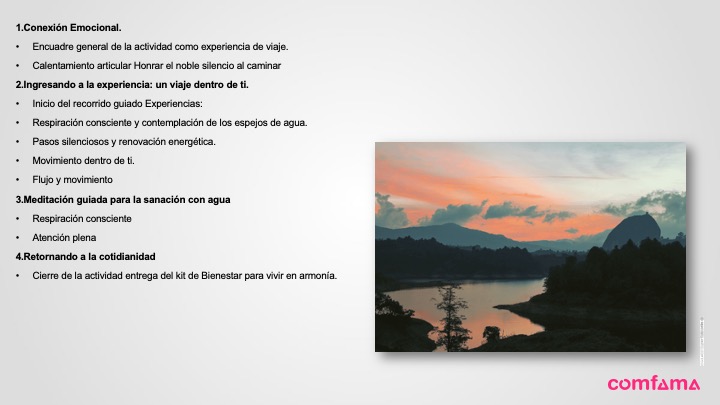 1.Conexión Emocional.
• Encuadre general de la actividad como experiencia de viaje.
• Calentamiento articular Honrar el noble silencio al caminar
2.Ingresando a la experiencia: un viaje dentro de ti.
• Inicio del recorrido guiado Experiencias:
• Respiración consciente y contemplación de los espejos de agua.
• Pasos silenciosos y renovación energética.
• Movimiento dentro de ti.
• Flujo y movimiento
3.Meditación guiada para la sanación con agua
• Respiración consciente
• Atención plena
4.Retornando a la cotidianidad
• Cierre de la actividad entrega del kit de Bienestar para vivir en armonía.
comfama